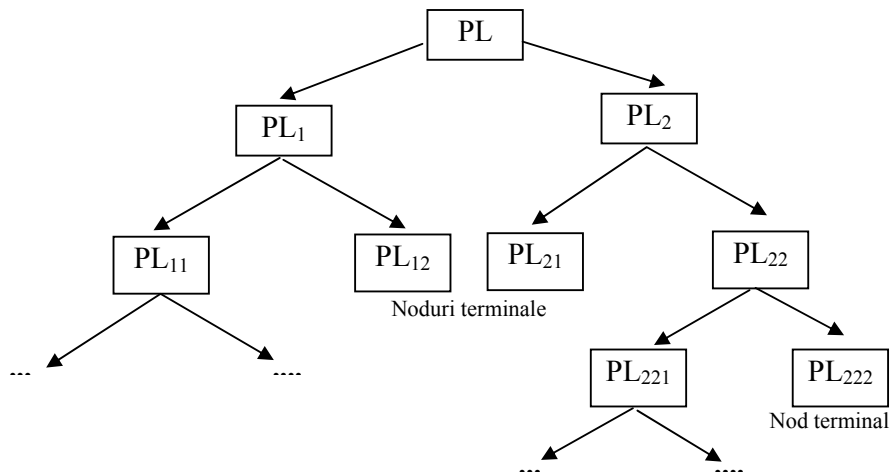 PL
PL₁
PL₂
PL₁₁
PL₁₂
PL₂₁
PL₂₂
Noduri terminale
...
....
PL₂₂₁
PL₂₂₂
Nod terminal
...
....